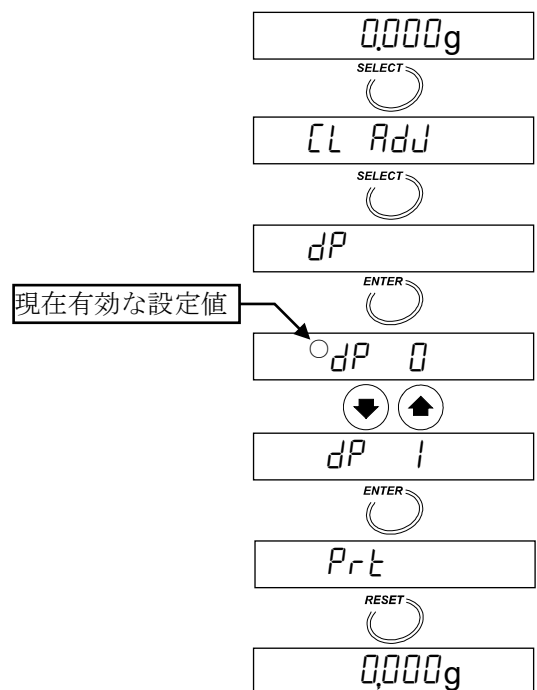 0.000g
SELECT
CL AdJ
SELECT
dP
ENTER
現在有効な設定値
○dP 0
dP 1
ENTER
Prt
RESET
0.000g